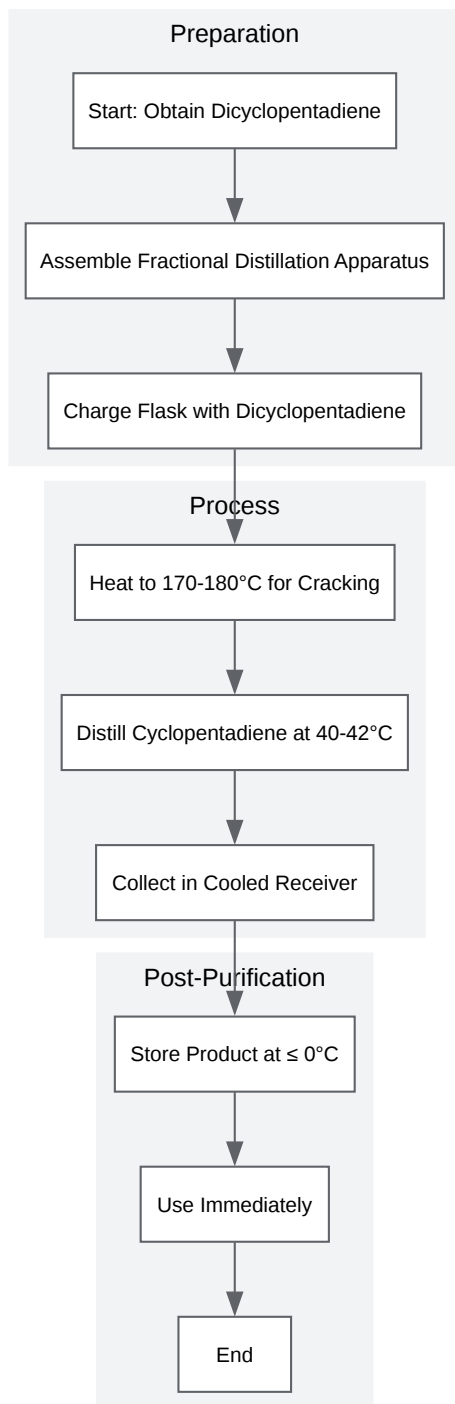 Preparation
Start: Obtain Dicyclopentadiene
Assemble Fractional Distillation Apparatus
Charge Flask with Dicyclopentadiene
Process
Heat to 170-180°C for Cracking
Distill Cyclopentadiene at 40-42°C
Collect in Cooled Receiver
Post-Purification
Store Product at ≤ 0°C
Use Immediately
End